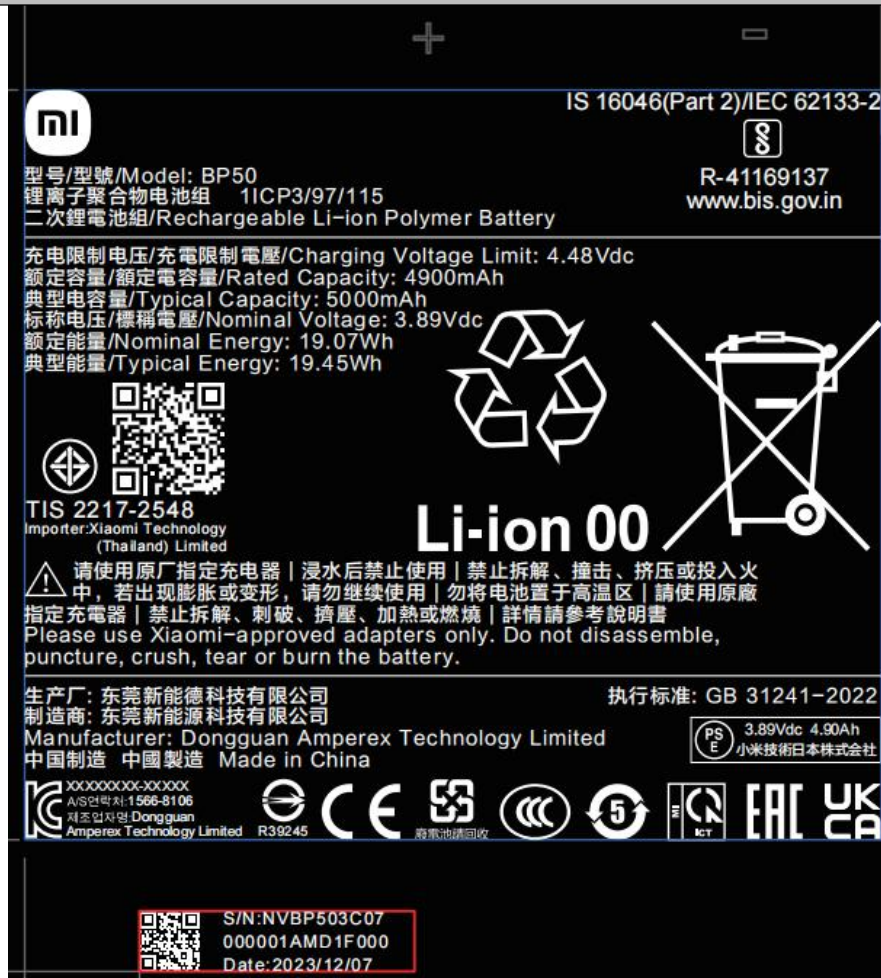 mi
IS 16046(Part 2)/IEC 62133-2
R-41169137
www.bis.gov.in
型号/型號/Model: BP50
锂离子聚合物电池组 1ICP3/97/115
二次鋰電池組/Rechargeable Li-ion Polymer Battery
充电限制电压/充電限制電壓/Charging Voltage Limit: 4.48Vdc
额定容量/額定電容量/Rated Capacity: 4900mAh
典型电容量/Typical Capacity: 5000mAh
标称电压/標稱電壓/Nominal Voltage: 3.89Vdc
额定能量/Nominal Energy: 19.07Wh
典型能量/Typical Energy: 19.45Wh
TIS 2217-2548
Importer:Xiaomi Technology
(Thailand) Limited
Li-ion 00
请使用原厂指定充电器 | 浸水后禁止使用 | 禁止拆解、撞击、挤压或投入火
中，若出现膨胀或变形，请勿继续使用 | 勿将电池置于高温区 | 請使用原廠
指定充電器 | 禁止拆解、刺破、擠壓、加熱或燃燒 | 詳情請參考說明書
Please use Xiaomi-approved adapters only. Do not disassemble,
puncture, crush, tear or burn the battery.
生产厂: 东莞新能德科技有限公司
制造商: 东莞新能源科技有限公司
Manufacturer: Dongguan Amperex Technology Limited
中国制造 中國製造 Made in China
执行标准: GB 31241-2022
PS
E
3.89Vdc 4.90Ah
小米技術日本株式会社
XXXXXXXX-XXXXX
A/S연락처:1566-8106
제조업자명:Dongguan
Amperex Technology Limited
R39245
CE
廢電池請回收
CCC
5
MI
ICT
EAC
UK
CA
S/N:NVBP503C07
000001AMD1F000
Date:2023/12/07